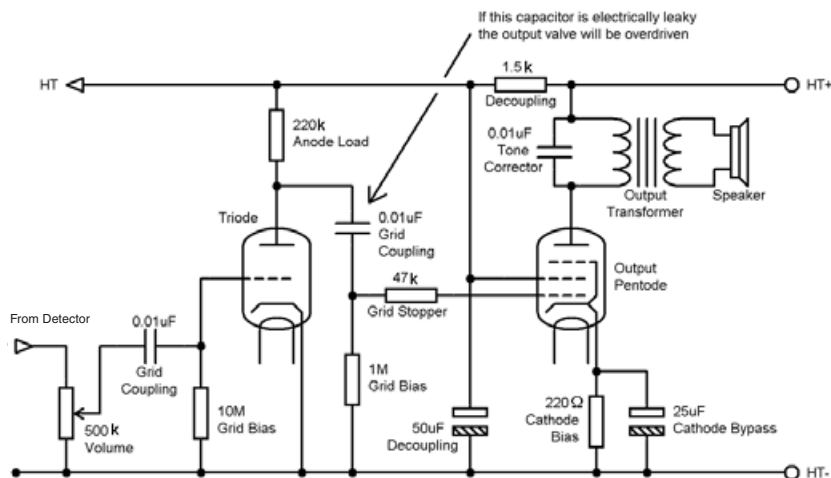 If this capacitor is electrically leaky
the output valve will be overdriven
HT
1.5k
Decoupling
HT+
220k
Anode Load
0.01uF
Tone
Corrector
Output
Transformer
Speaker
Triode
0.01uF
Grid
Coupling
Output
Pentode
47k
Grid Stopper
From Detector
0.01uF
Grid
Coupling
1M
Grid Bias
500k
Volume
10M
Grid Bias
50uF
Decoupling
220Ω
Cathode
Bias
25uF
Cathode Bypass
HT-